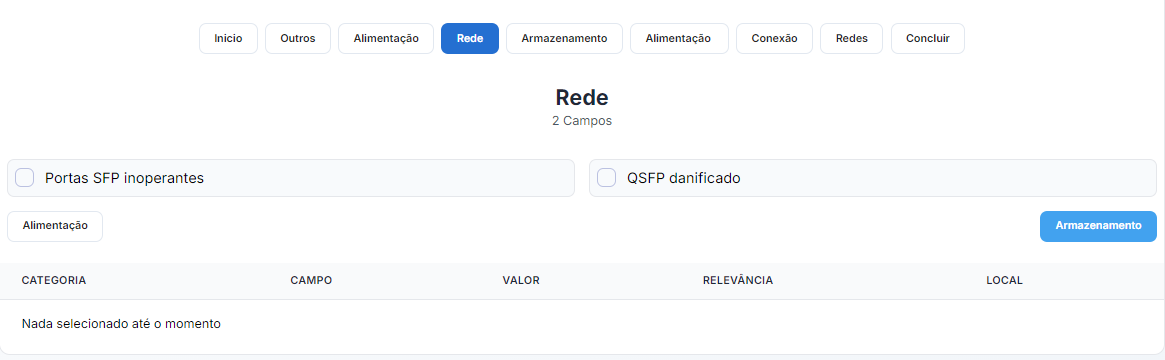 Inicio Outros Alimentação Rede Armazenamento Alimentação Conexão Redes Concluir
Rede
2 Campos
Portas SFP inoperantes QSFP danificado
Alimentação Armazenamento
CATEGORIA CAMPO VALOR RELEVÂNCIA LOCAL
Nada selecionado até o momento